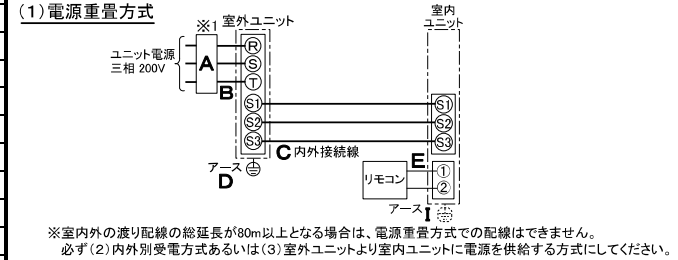 (1)電源重畳方式
※1
室外ユニット
室内
ユニット
ユニット電源
三相 200V
A
B
R
S
T
S1
S2
S3
S1
S2
S3
C 内外接続線
アース
D
リモコン
E
①
②
アース I
※室内外の渡り配線の総延長が80m以上となる場合は、電源重畳方式での配線はできません。
必ず(2)内外別受電方式あるいは(3)室外ユニットより室内ユニットに電源を供給する方式にしてください。